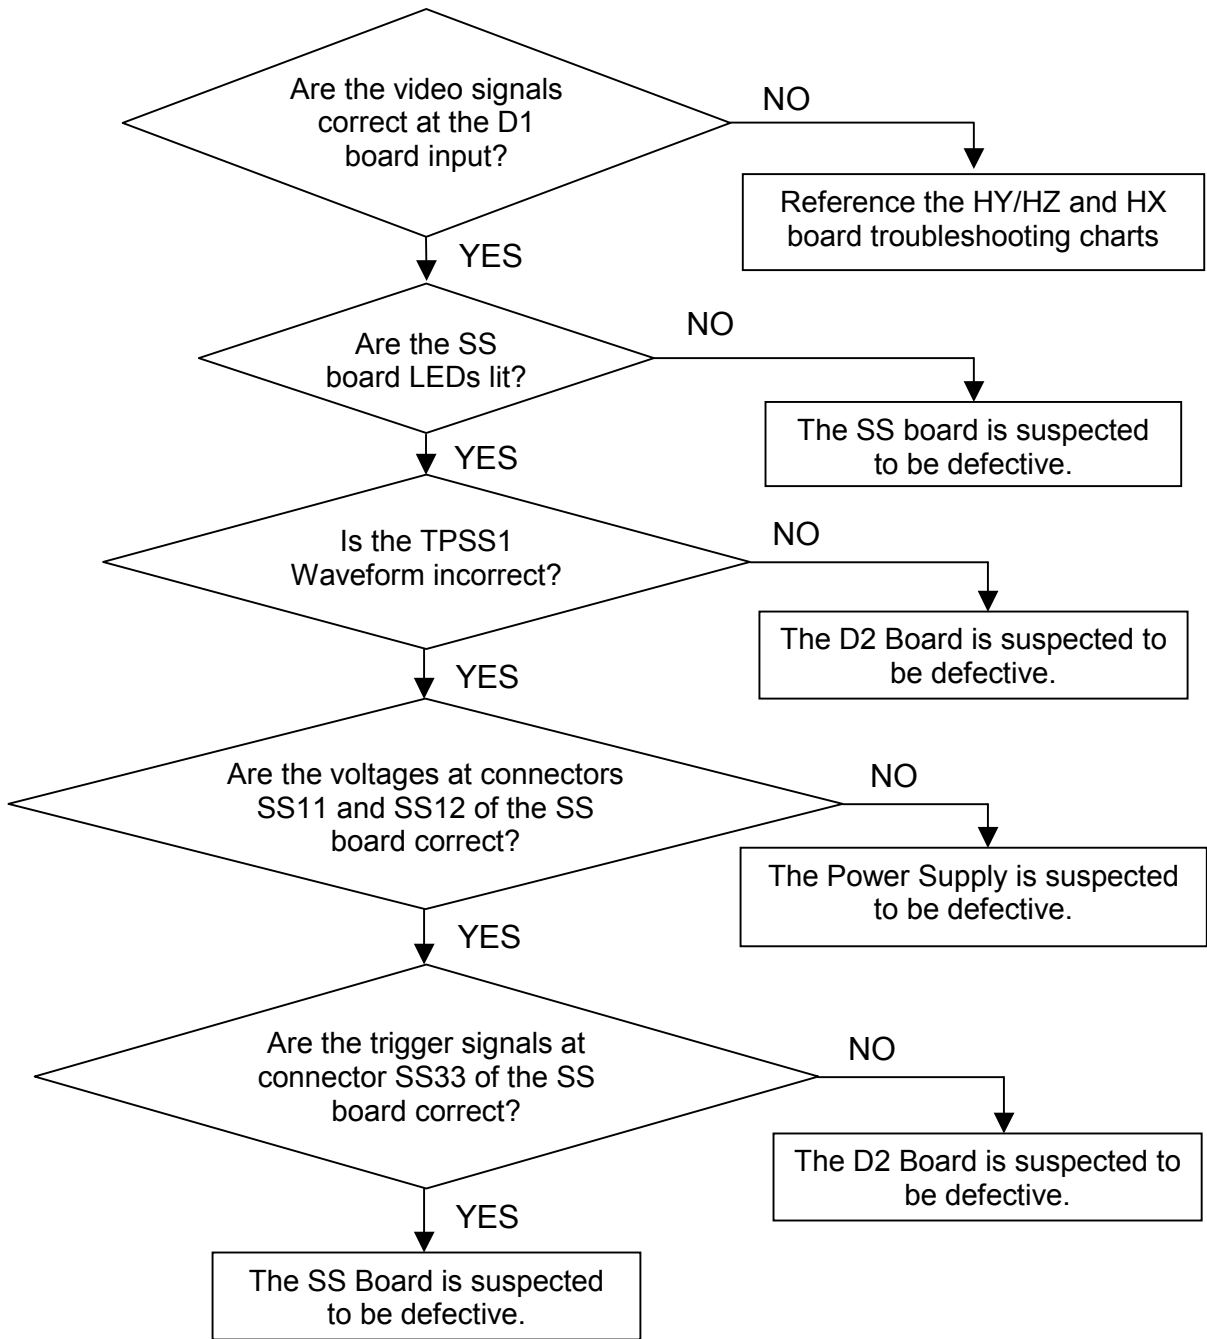 Are the video signals
correct at the D1
board input?
NO
Reference the HY/HZ and HX
board troubleshooting charts
YES
Are the SS
board LEDs lit?
NO
The SS board is suspected
to be defective.
YES
Is the TPSS1
Waveform incorrect?
NO
The D2 Board is suspected to
be defective.
YES
Are the voltages at connectors
SS11 and SS12 of the SS
board correct?
NO
The Power Supply is suspected
to be defective.
YES
Are the trigger signals at
connector SS33 of the SS
board correct?
NO
The D2 Board is suspected to
be defective.
YES
The SS Board is suspected
to be defective.